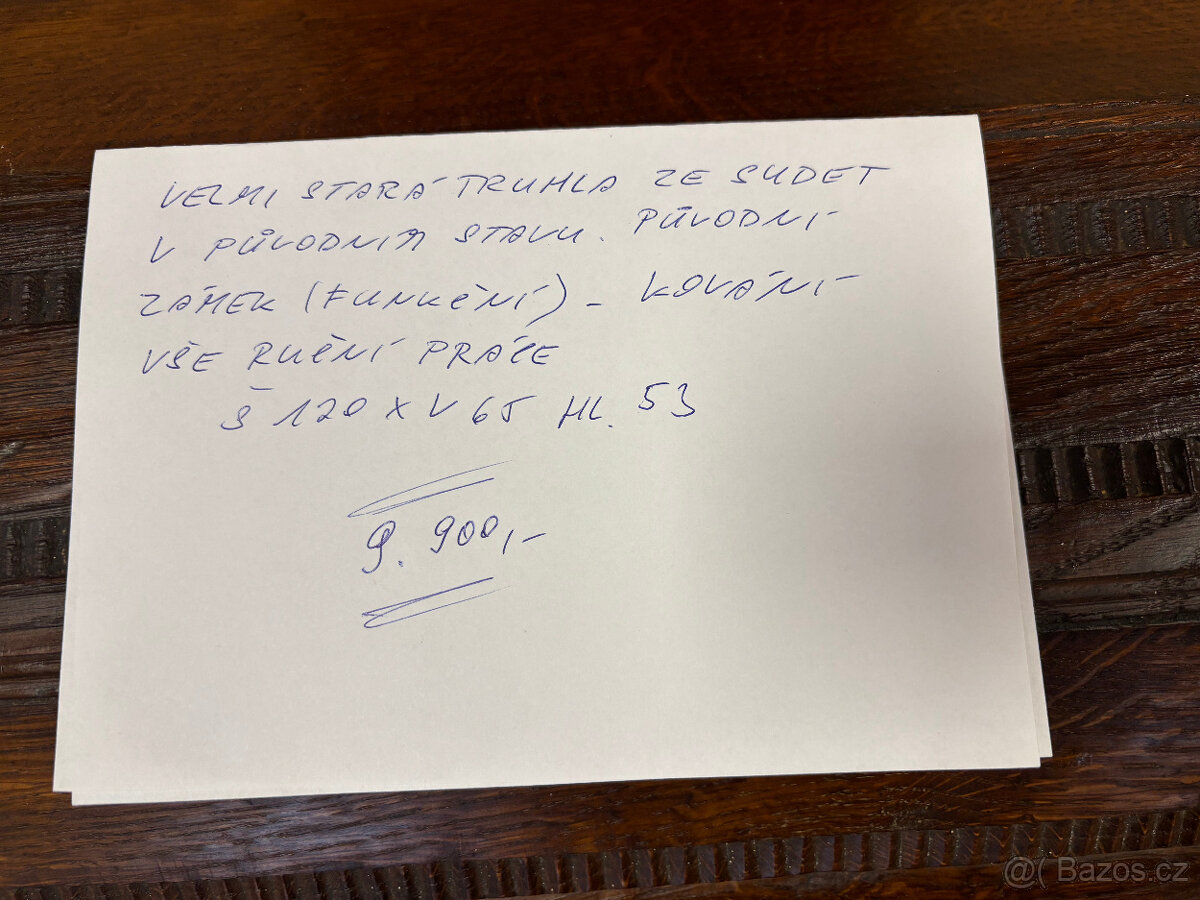 VELMI STARÁ TRUHLA ZE SUDET
V PŮVODNÍM STAVU. PŮVODNÍ
ZÁMEK (FUNKČNÍ) - KOVÁNÍ
VŠE RUČNÍ PRÁCE
Š 120 X V 65 HL. 53
9.900,-
@( Bazos.cz